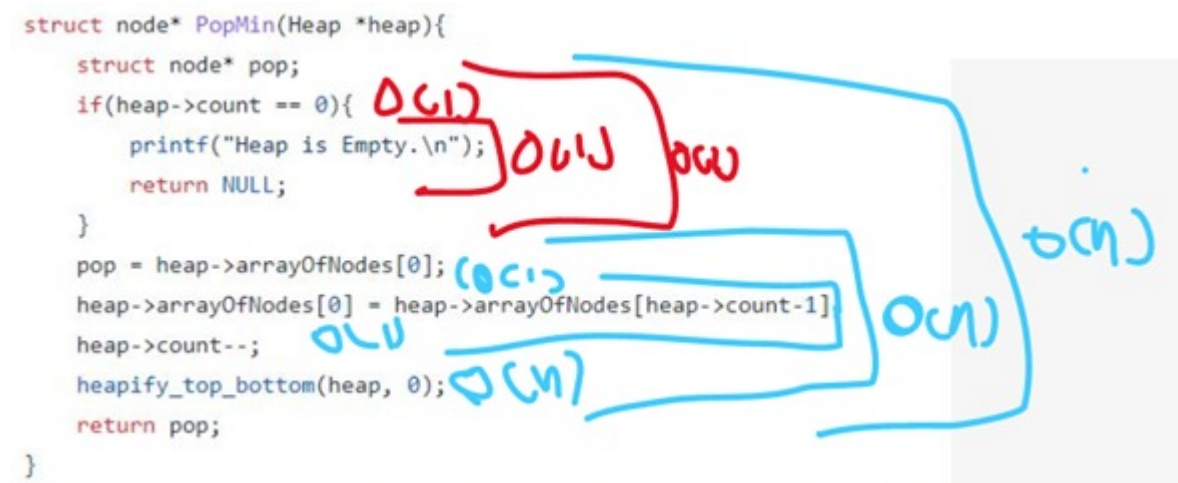 struct node* PopMin(Heap *heap){
struct node* pop;
if(heap->count == 0){ O(1)
printf("Heap is Empty.\n"); O(1) O(1)
return NULL;
}
O(n)
pop = heap->arrayOfNodes[0]; O(1)
heap->arrayOfNodes[0] = heap->arrayOfNodes[heap->count-1] O(n)
heap->count--; O(1)
heapify_top_bottom(heap, 0); O(n)
return pop;
}